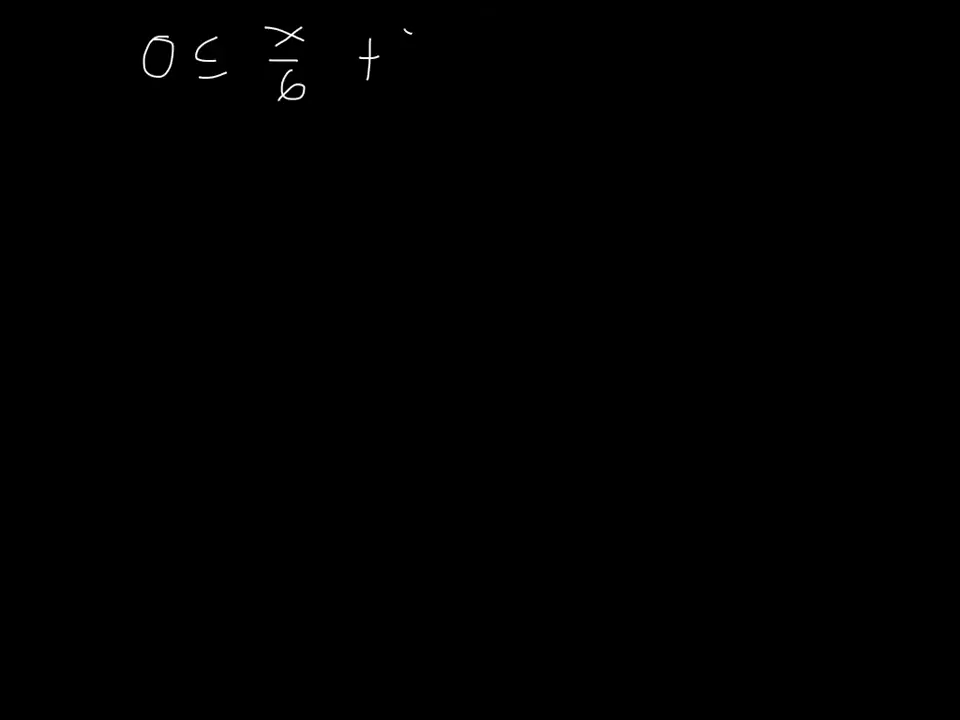 0 ≤ x/6 +